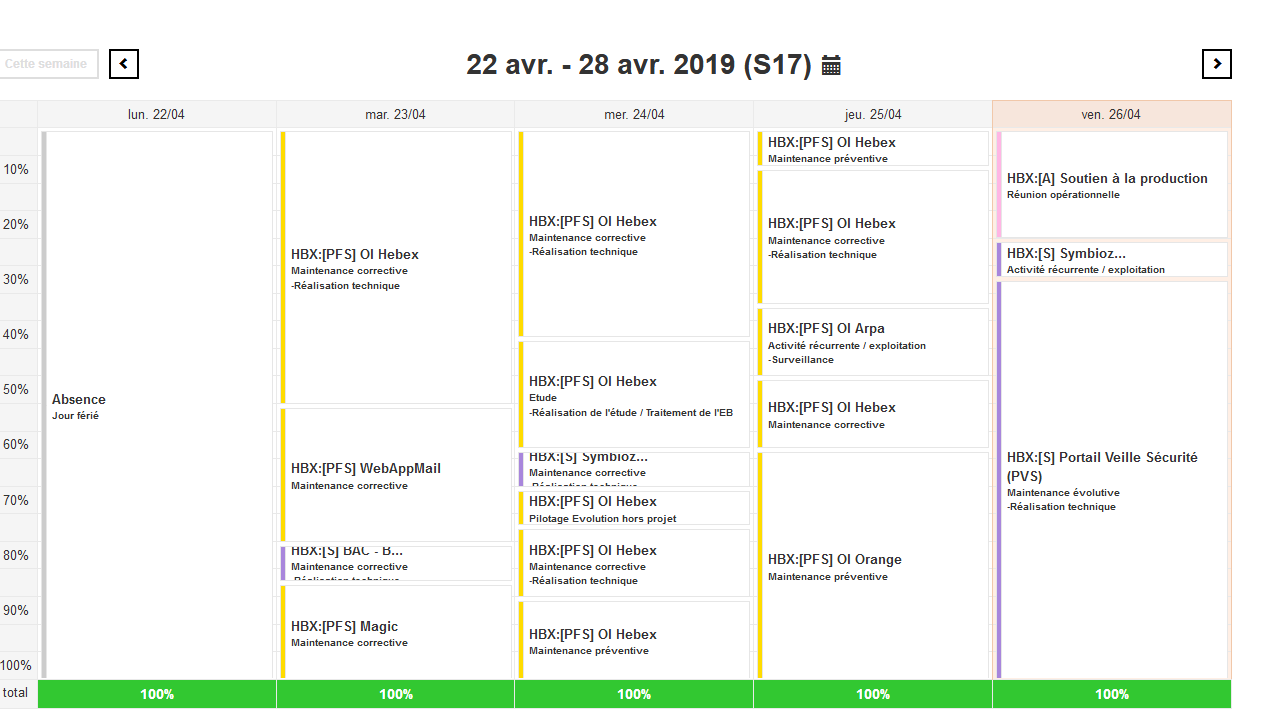 Cette semaine
22 avr. - 28 avr. 2019 (S17)
lun. 22/04
mar. 23/04
mer. 24/04
jeu. 25/04
ven. 26/04
10%
20%
30%
40%
50%
60%
70%
80%
90%
100%
total
Absence
Jour férié
100%
HBX:[PFS] OI Hebex
Maintenance corrective
-Réalisation technique
HBX:[PFS] WebAppMail
Maintenance corrective
HBX:[S] BAC - B...
Maintenance corrective
-Réalisation technique
HBX:[PFS] Magic
Maintenance corrective
100%
HBX:[PFS] OI Hebex
Maintenance corrective
-Réalisation technique
HBX:[PFS] OI Hebex
Etude
-Réalisation de l'étude / Traitement de l'EB
HBX:[S] Symbioz...
Maintenance corrective
-Réalisation technique
HBX:[PFS] OI Hebex
Pilotage Evolution hors projet
HBX:[PFS] OI Hebex
Maintenance corrective
-Réalisation technique
HBX:[PFS] OI Hebex
Maintenance préventive
100%
HBX:[PFS] OI Hebex
Maintenance préventive
HBX:[PFS] OI Hebex
Maintenance corrective
-Réalisation technique
HBX:[PFS] OI Arpa
Activité récurrente / exploitation
-Surveillance
HBX:[PFS] OI Hebex
Maintenance corrective
HBX:[PFS] OI Orange
Maintenance préventive
100%
HBX:[A] Soutien à la production
Réunion opérationnelle
HBX:[S] Symbioz...
Activité récurrente / exploitation
HBX:[S] Portail Veille Sécurité
(PVS)
Maintenance évolutive
-Réalisation technique
100%